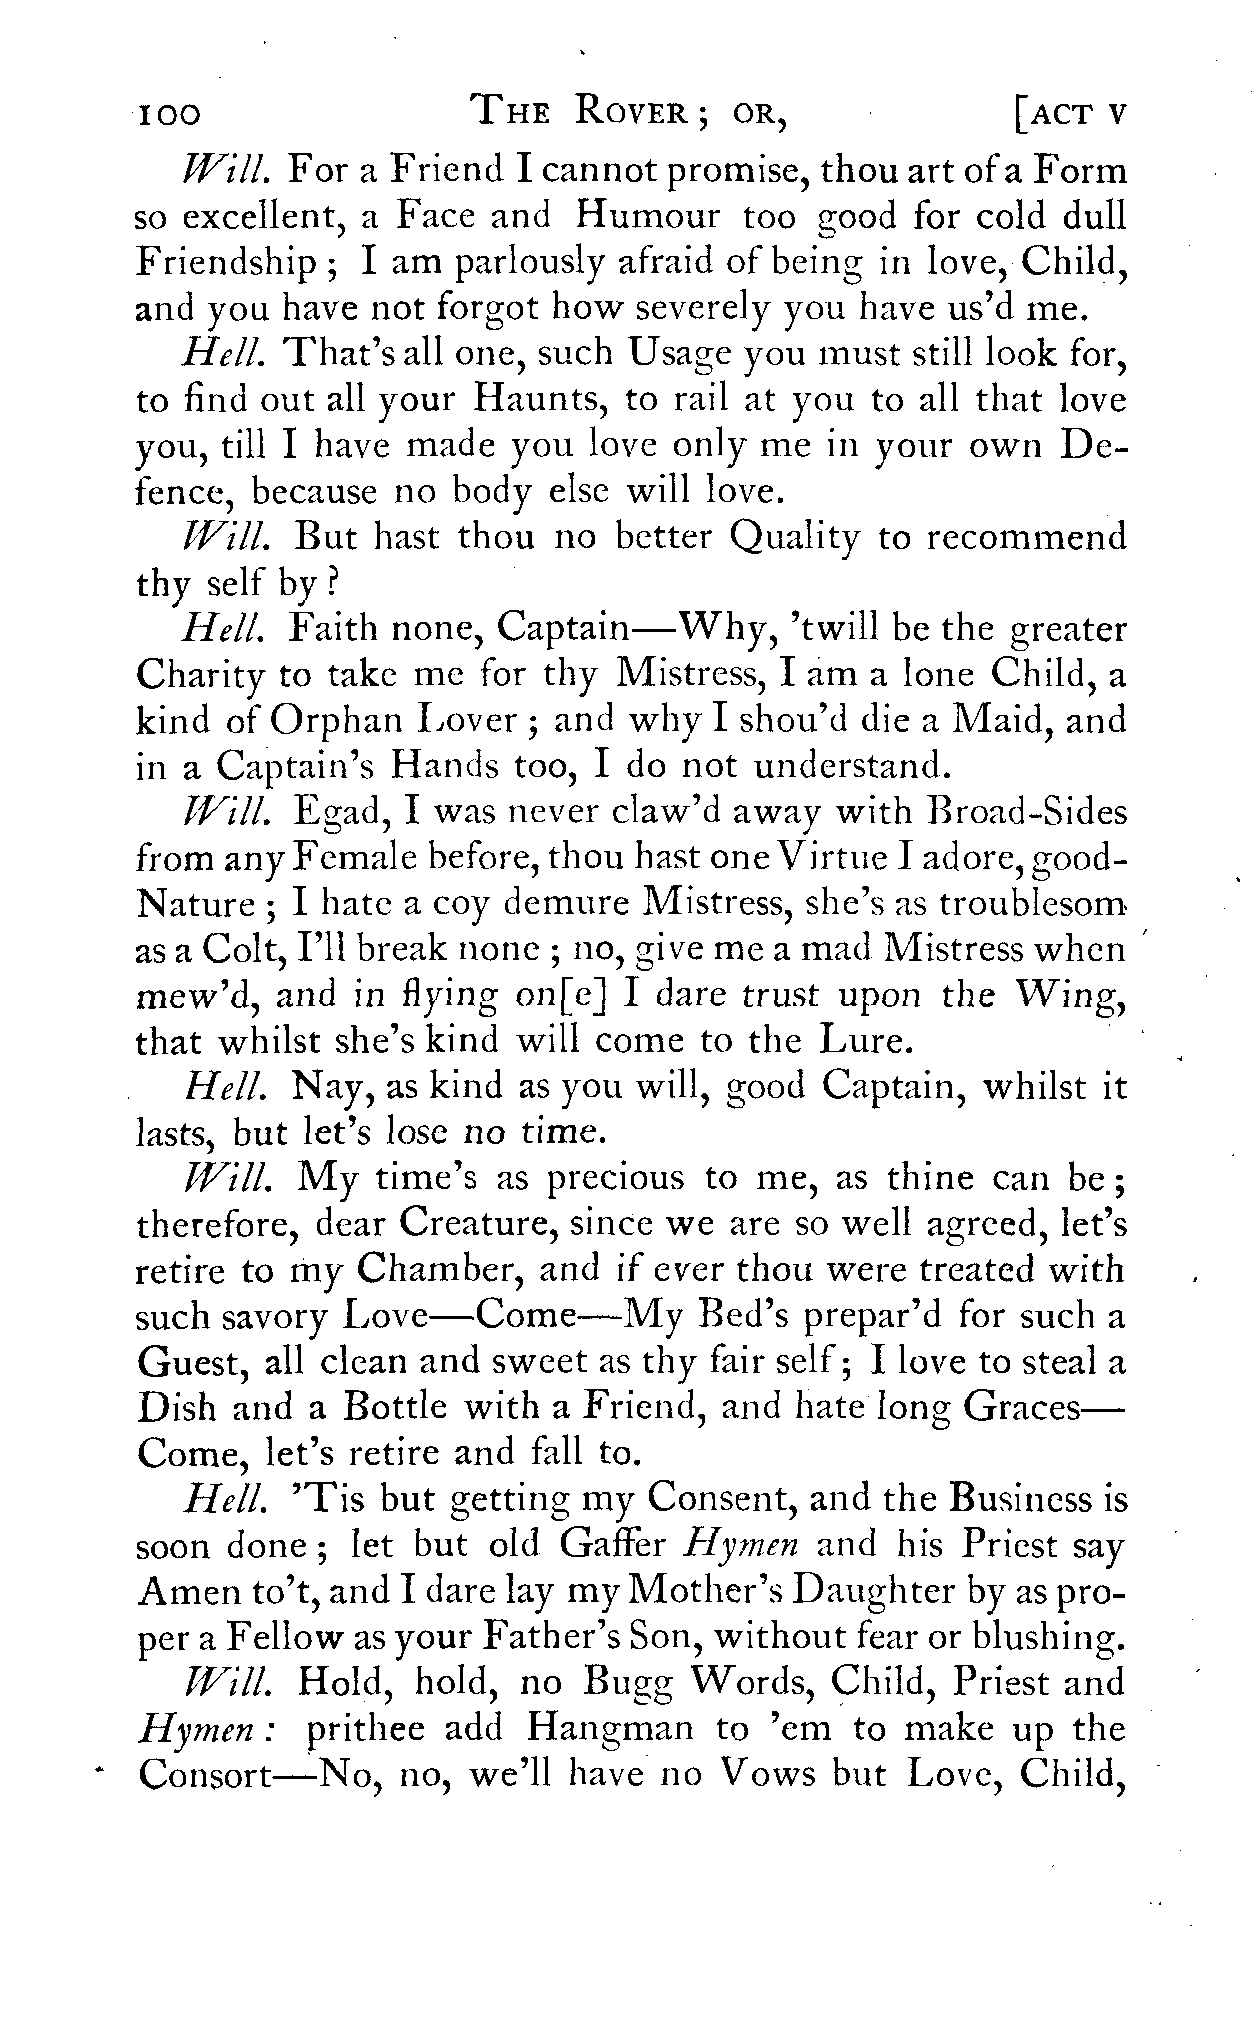 100 THE ROVER; OR, [ACT V
Will. For a Friend I cannot promise, thou art of a Form
so excellent, a Face and Humour too good for cold dull
Friendship; I am parlously afraid of being in love, Child,
and you have not forgot how severely you have us'd me.
Hell. That's all one, such Usage you must still look for,
to find out all your Haunts, to rail at you to all that love
you, till I have made you love only me in your own De-
fence, because no body else will love.
Will. But hast thou no better Quality to recommend
thy self by?
Hell. Faith none, Captain—Why, 'twill be the greater
Charity to take me for thy Mistress, I am a lone Child, a
kind of Orphan Lover; and why I shou'd die a Maid, and
in a Captain's Hands too, I do not understand.
Will. Egad, I was never claw'd away with Broad-Sides
from any Female before, thou hast one Virtue I adore, good-
Nature; I hate a coy demure Mistress, she's as troublesom
as a Colt, I'll break none; no, give me a mad Mistress when
mew'd, and in flying on[e] I dare trust upon the Wing,
that whilst she's kind will come to the Lure.
Hell. Nay, as kind as you will, good Captain, whilst it
lasts, but let's lose no time.
Will. My time's as precious to me, as thine can be;
therefore, dear Creature, since we are so well agreed, let's
retire to my Chamber, and if ever thou were treated with
such savory Love—Come—My Bed's prepar'd for such a
Guest, all clean and sweet as thy fair self; I love to steal a
Dish and a Bottle with a Friend, and hate long Graces—
Come, let's retire and fall to.
Hell. 'Tis but getting my Consent, and the Business is
soon done; let but old Gaffer Hymen and his Priest say
Amen to't, and I dare lay my Mother's Daughter by as pro-
per a Fellow as your Father's Son, without fear or blushing.
Will. Hold, hold, no Bugg Words, Child, Priest and
Hymen: prithee add Hangman to 'em to make up the
Consort—No, no, we'll have no Vows but Love, Child,